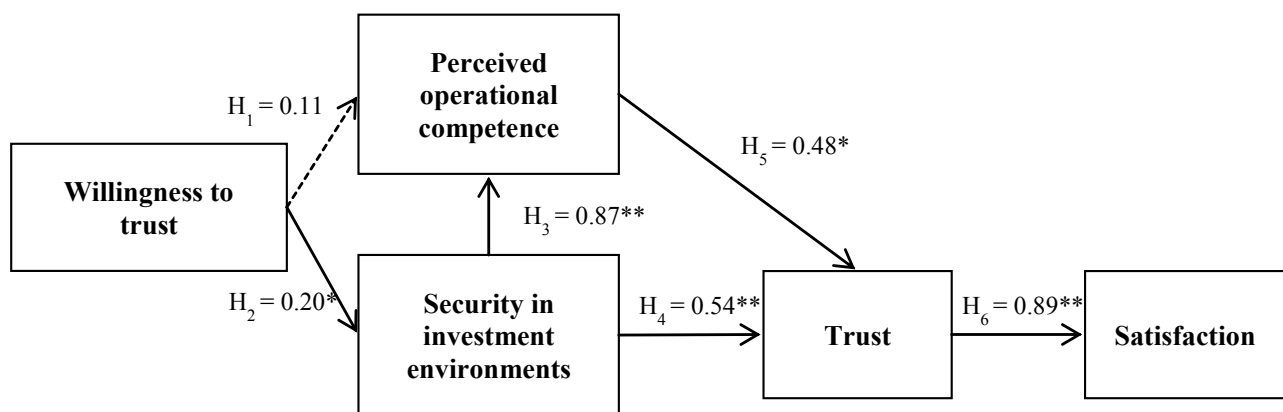 Perceived
operational
competence
H₁ = 0.11
Willingness to
trust
H₅ = 0.48*
H₃ = 0.87**
H₂ = 0.20*
Security in
investment
environments
H₄ = 0.54**
Trust
H₆ = 0.89**
Satisfaction